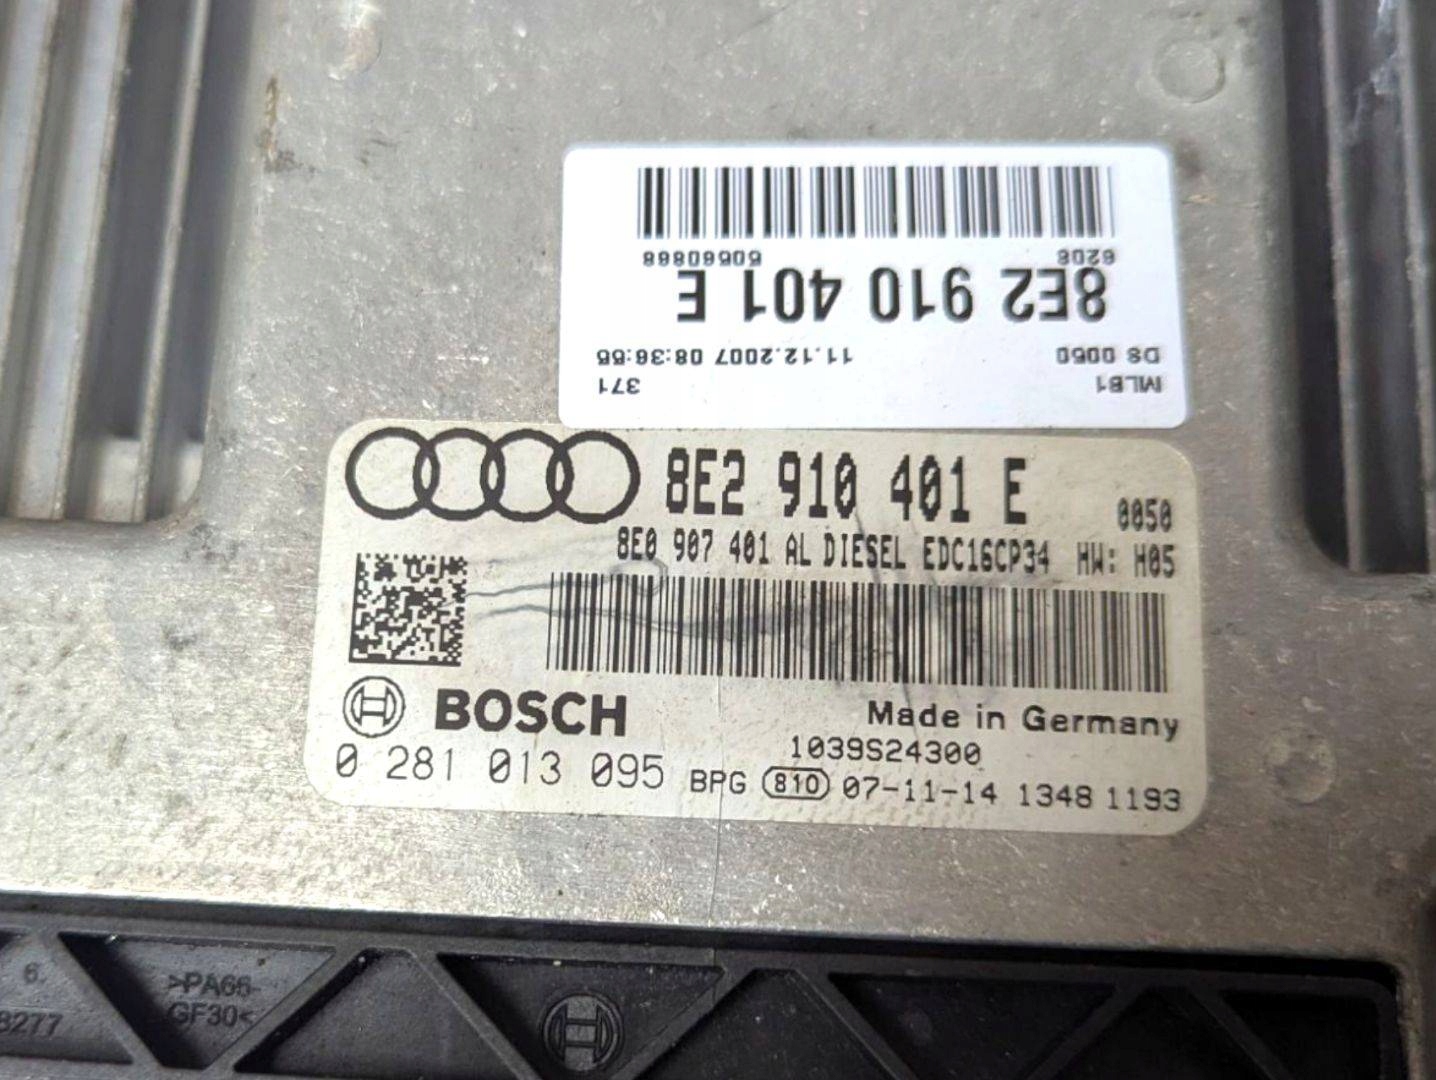 MLB1 371
DS 0050 11.12.2007 08:36:55
8E2 910 401 E
6208 50560868
8E2 910 401 E 0050
8E0 907 401 AL DIESEL EDC16CP34 HW: H05
BOSCH
Made in Germany
1039S24300
0 281 013 095 BPG 810 07-11-14 1348 1193
6.
8277
>PA66-
GF30<